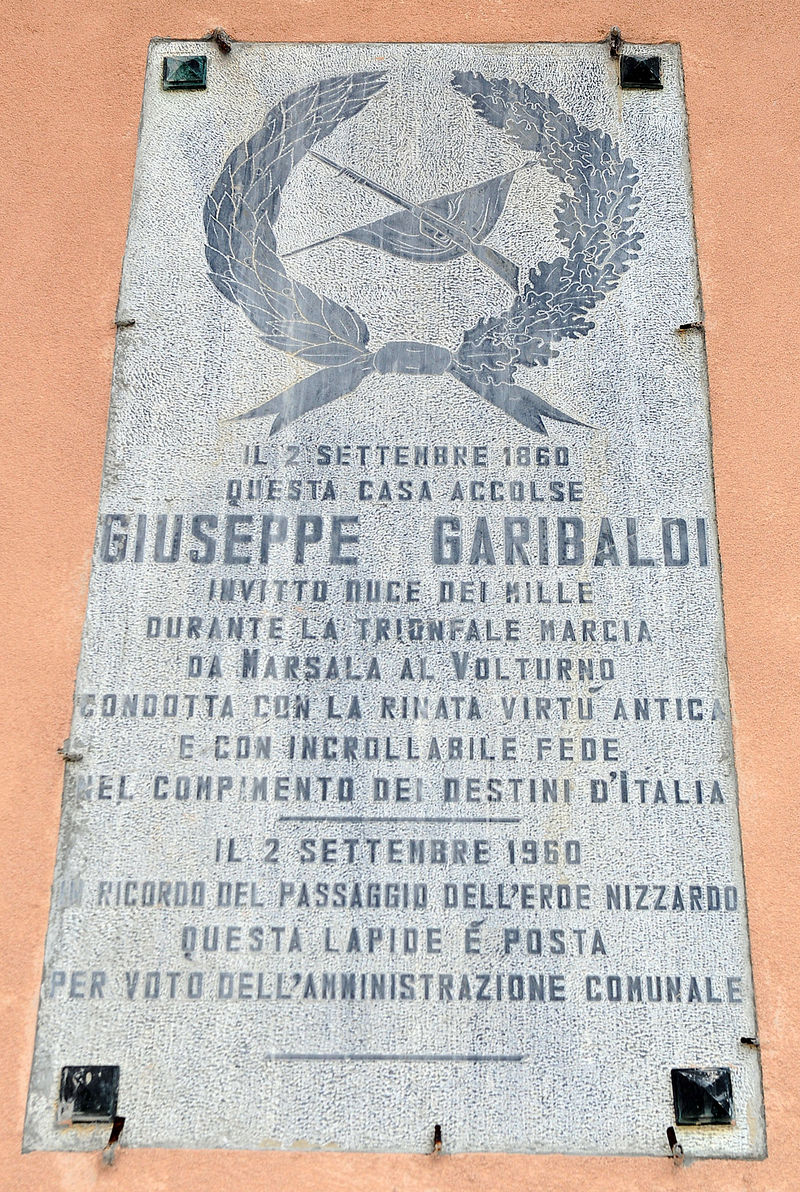 IL 2 SETTEMBRE 1860
QUESTA CASA ACCOLSE
GIUSEPPE GARIBALDI
INVITTO DUCE DEI MILLE
DURANTE LA TRIONFALE MARCIA
DA MARSALA AL VOLTURNO
CONDOTTA CON LA RINATA VIRTÚ ANTICA
E CON INCROLLABILE FEDE
NEL COMPIMENTO DEI DESTINI D'ITALIA
IL 2 SETTEMBRE 1960
IN RICORDO DEL PASSAGGIO DELL'EROE NIZZARDO
QUESTA LAPIDE É POSTA
PER VOTO DELL'AMMINISTRAZIONE COMUNALE